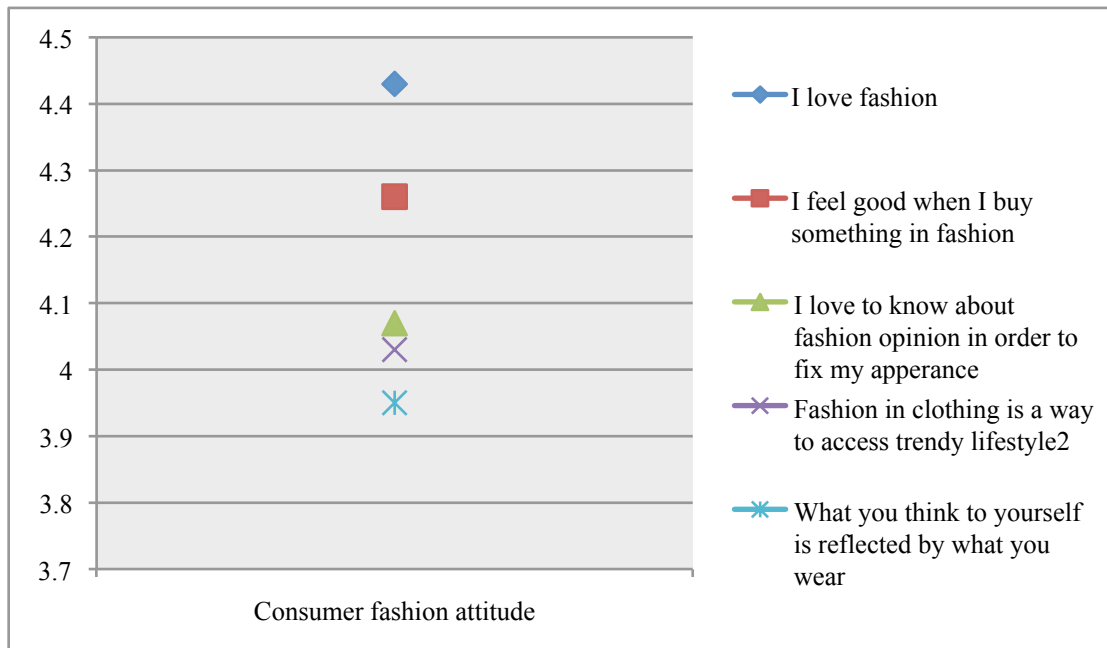 4.5
4.4
4.3
4.2
4.1
4
3.9
3.8
3.7
Consumer fashion attitude
I love fashion
I feel good when I buy
something in fashion
I love to know about
fashion opinion in order to
fix my apperance
Fashion in clothing is a way
to access trendy lifestyle2
What you think to yourself
is reflected by what you
wear